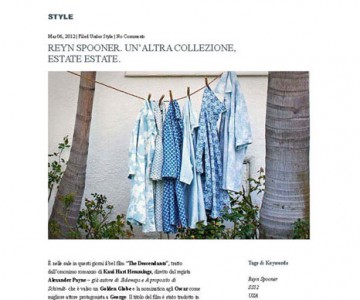 STYLE
Mar 06, 2012 | Filed Under Style | No Comments
REYN SPOONER. UN'ALTRA COLLEZIONE,
ESTATE ESTATE.
È nelle sale in questi giorni il bel film "The Descendants", tratto
dall'omonimo romanzo di Kaui Hart Hemmings, diretto dal regista
Alexander Payne – già autore di Sideways e A proposito di
Schmidt- che è valso un Golden Globe e la nomination agli Oscar come
migliore attore protagonista a George. Il titolo del film è stato tradotto in
Tags & Keywords
Reyn Spooner
2012
USA